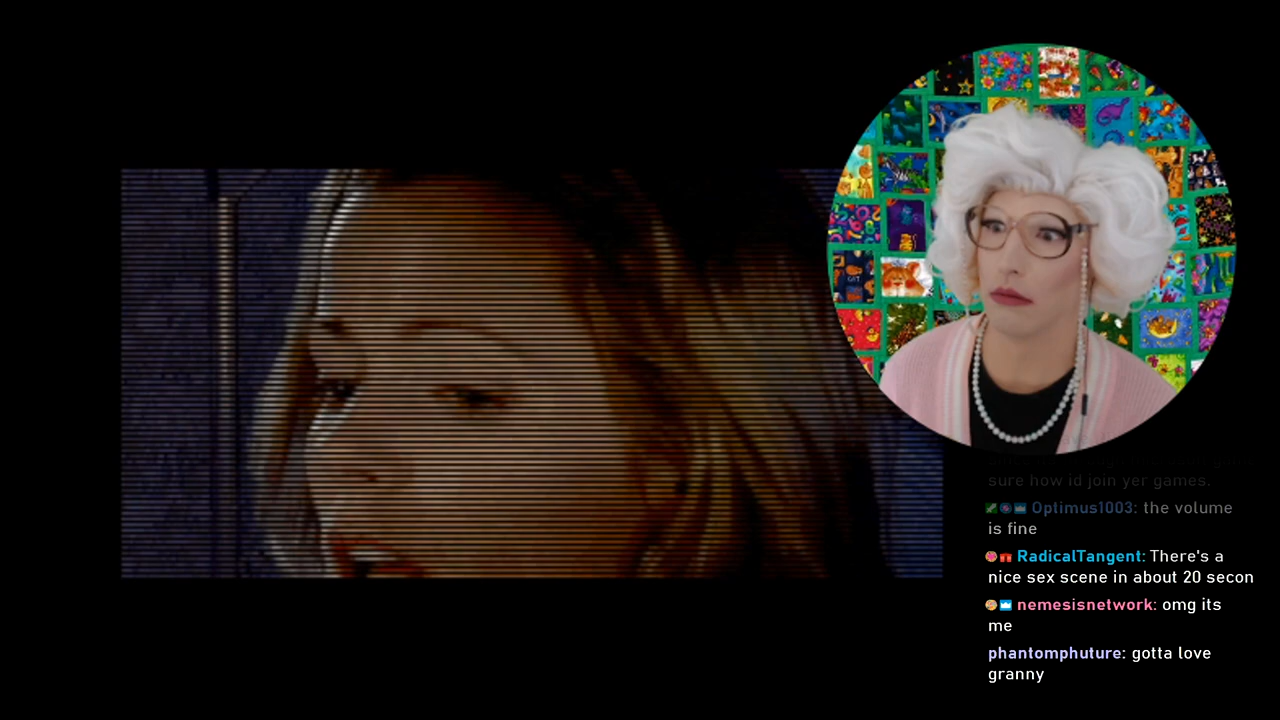 sure how id join yer games.
Optimus1003: the volume
is fine
RadicalTangent: There's a
nice sex scene in about 20 secon
nemesisnetwork: omg its
me
phantomphuture: gotta love
granny